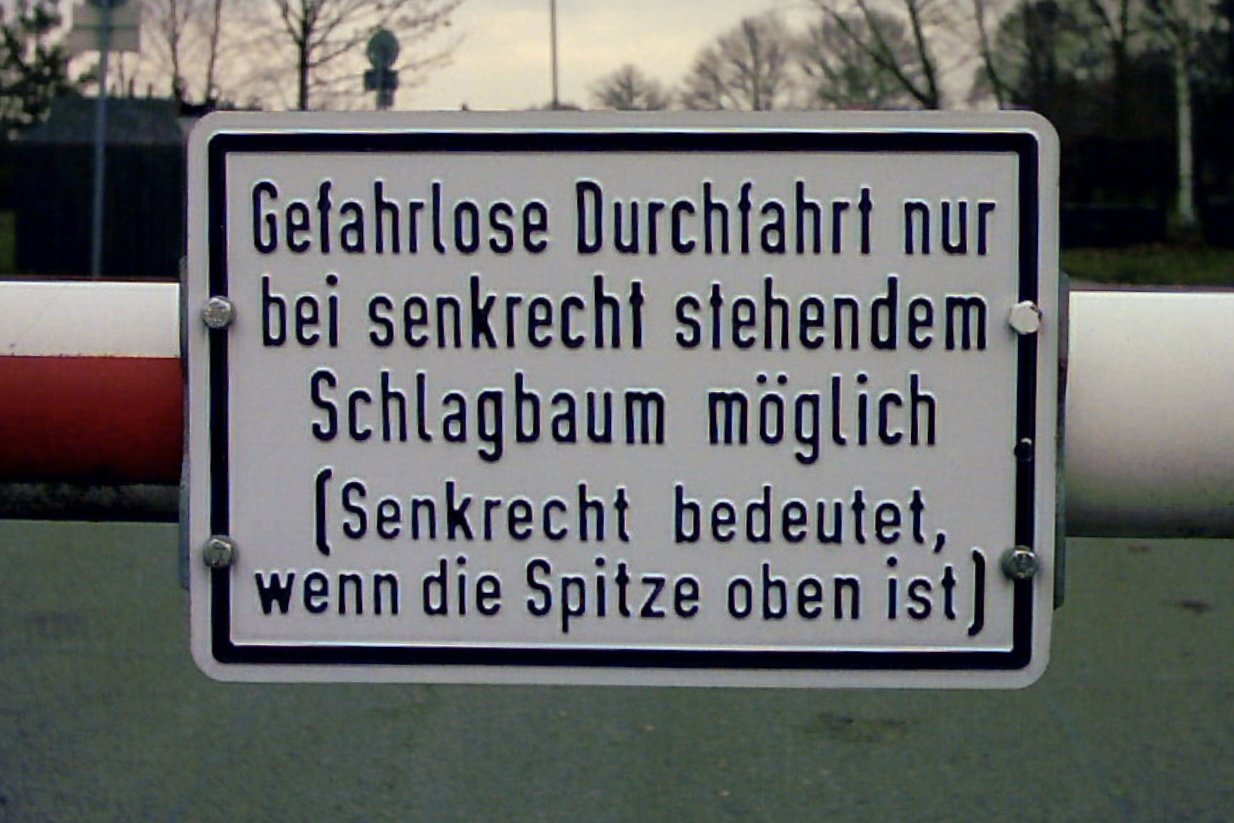 Gefahrlose Durchfahrt nur
bei senkrecht stehendem
Schlagbaum möglich
(Senkrecht bedeutet,
wenn die Spitze oben ist)